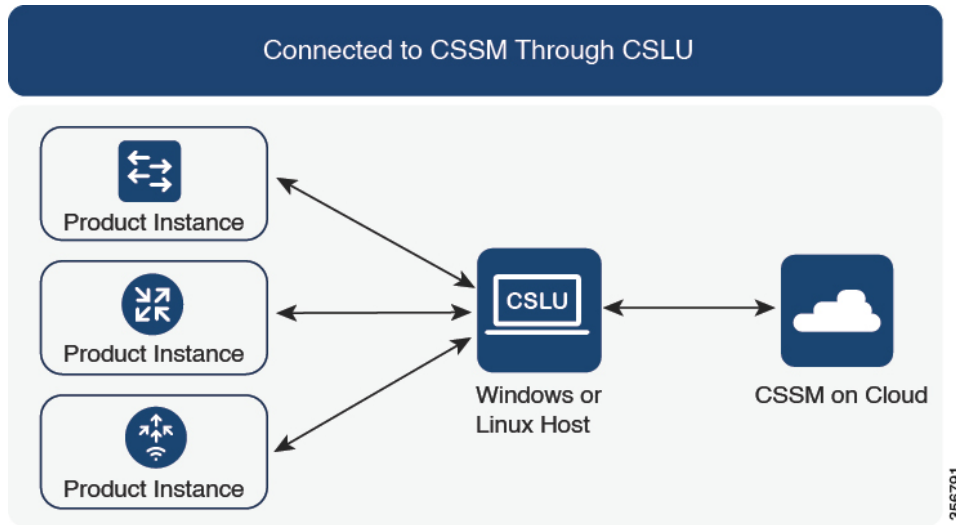 Connected to CSSM Through CSLU
Product Instance
Product Instance
Product Instance
CSLU
Windows or
Linux Host
CSSM on Cloud
356791